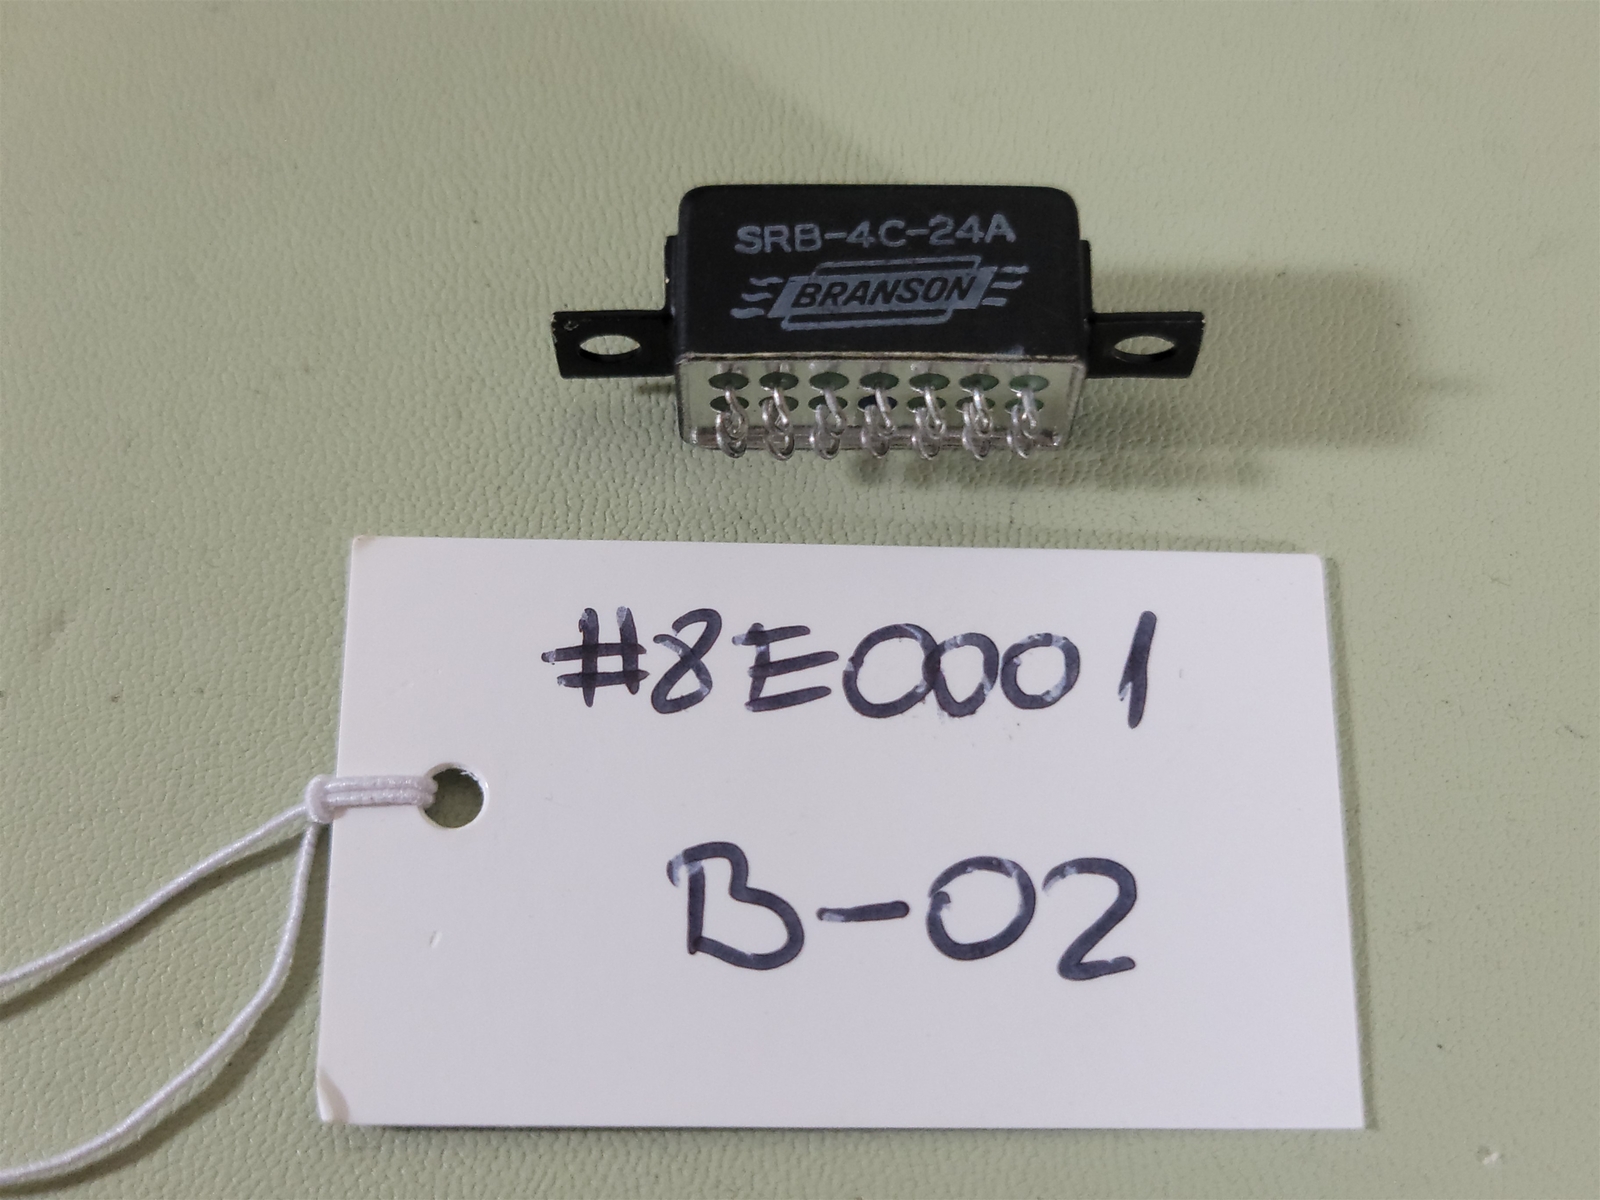 SRB-4C-24A
BRANSON
#8E0001
B-02